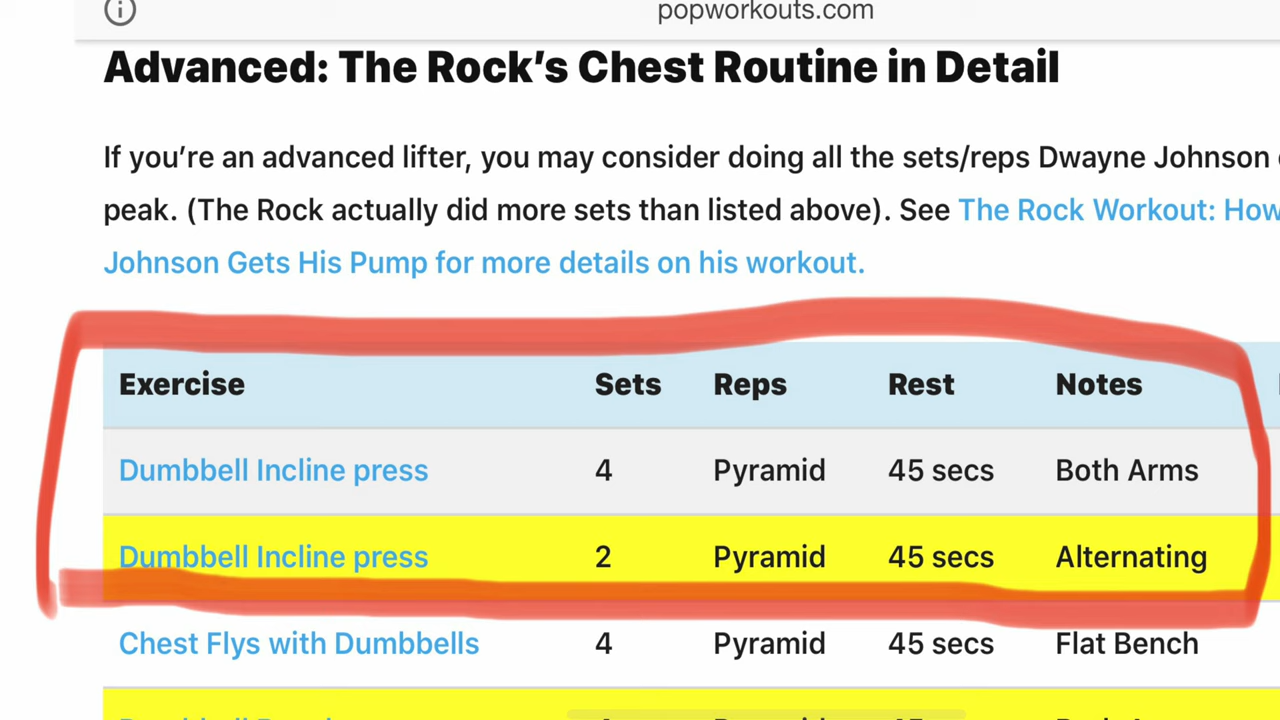 popworkouts.com
Advanced: The Rock's Chest Routine in Detail
If you're an advanced lifter, you may consider doing all the sets/reps Dwayne Johnson
peak. (The Rock actually did more sets than listed above). See The Rock Workout: How
Johnson Gets His Pump for more details on his workout.
Exercise Sets Reps Rest Notes
Dumbbell Incline press 4 Pyramid 45 secs Both Arms
Dumbbell Incline press 2 Pyramid 45 secs Alternating
Chest Flys with Dumbbells 4 Pyramid 45 secs Flat Bench